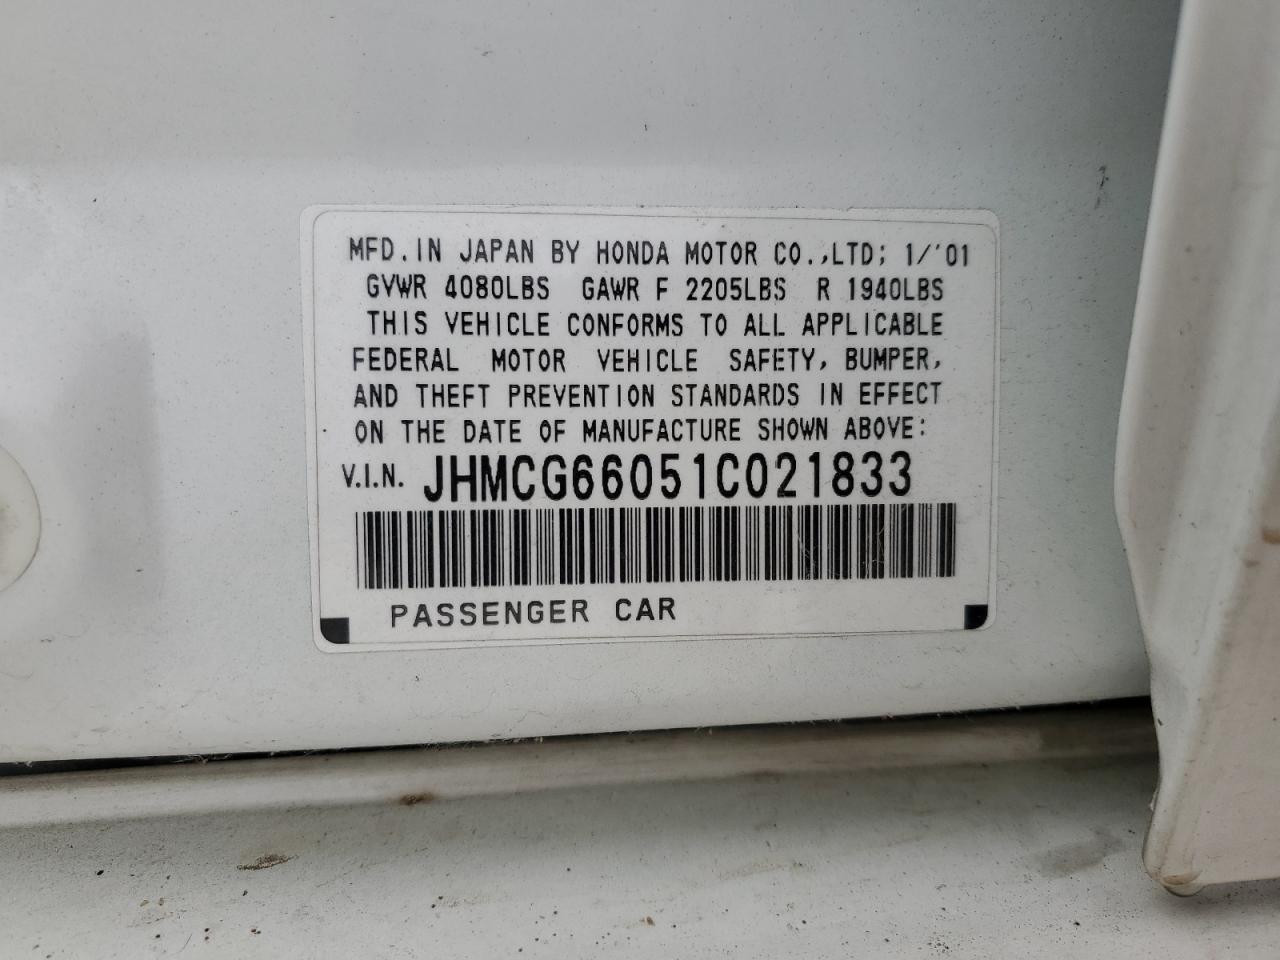 MFD. IN JAPAN BY HONDA MOTOR CO.,LTD; 1/'01
GVWR 4080LBS GAWR F 2205LBS R 1940LBS
THIS VEHICLE CONFORMS TO ALL APPLICABLE
FEDERAL MOTOR VEHICLE SAFETY, BUMPER,
AND THEFT PREVENTION STANDARDS IN EFFECT
ON THE DATE OF MANUFACTURE SHOWN ABOVE:
V.I.N. JHMCG66051C021833
PASSENGER CAR